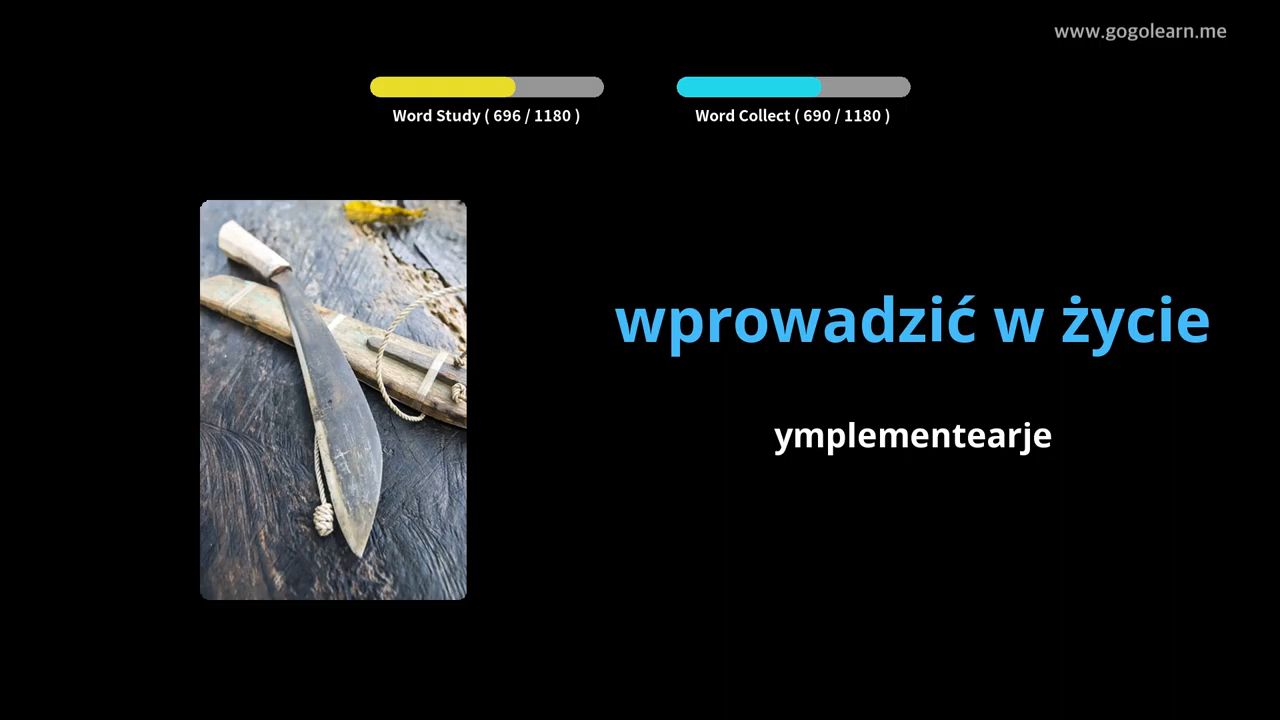 www.gogolearn.me
Word Study ( 696 / 1180 )
Word Collect ( 690 / 1180 )
wprowadzić w życie
ymplementearje